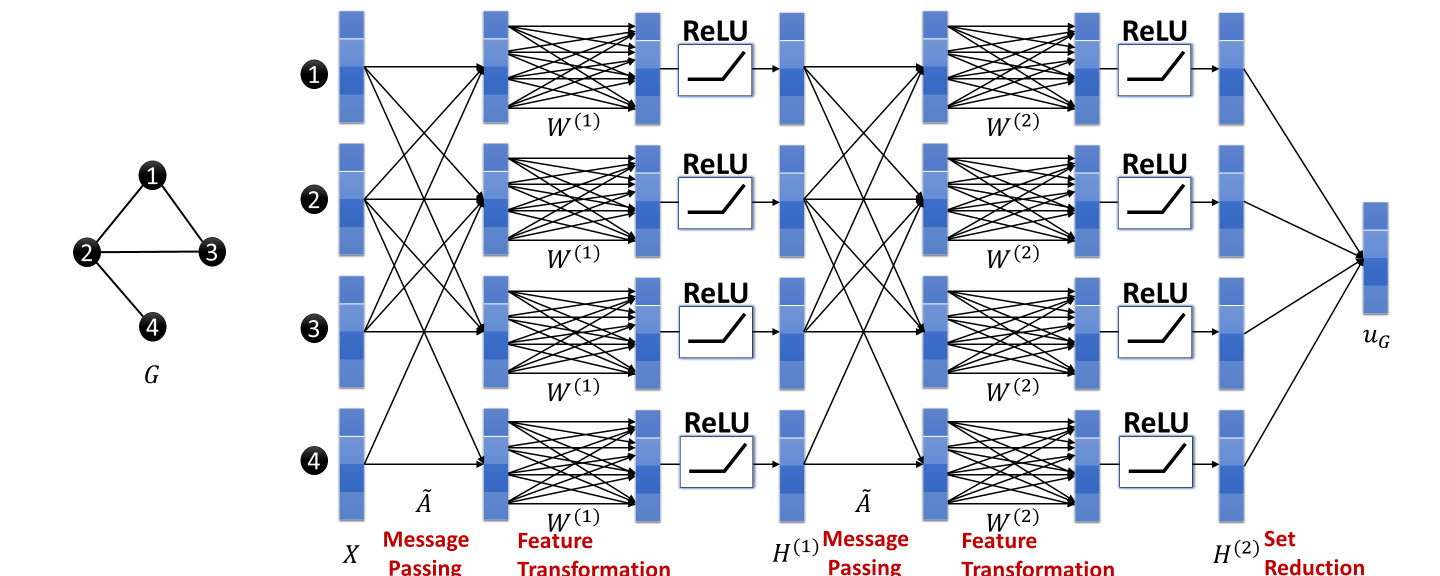 ReLU ReLU
1
W^{(1)} W^{(2)}
ReLU ReLU
1
2
2 3
W^{(1)} W^{(2)}
ReLU ReLU
3
4
u_G
G
W^{(1)} W^{(2)}
ReLU ReLU
4
Ã Ã
W^{(1)} W^{(2)}
X Message Passing Feature Transformation H^{(1)} Message Passing Feature Transformation H^{(2)} Set Reduction